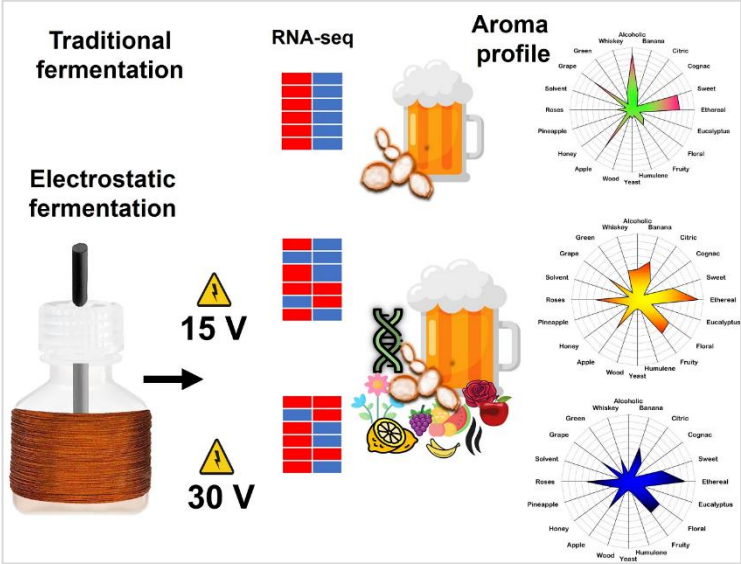 Traditional
fermentation
RNA-seq
Aroma
profile
Alcoholic
Banana
Citric
Cognac
Sweet
Ethereal
Eucalyptus
Floral
Fruity
Humulene
Yeast
Wood
Apple
Honey
Pineapple
Roses
Solvent
Grape
Green
Whiskey
Electrostatic
fermentation
15 V
30 V
Alcoholic
Banana
Citric
Cognac
Sweet
Ethereal
Eucalyptus
Floral
Fruity
Humulene
Yeast
Wood
Apple
Honey
Pineapple
Roses
Solvent
Grape
Green
Whiskey
Alcoholic
Banana
Citric
Cognac
Sweet
Ethereal
Eucalyptus
Floral
Fruity
Humulene
Yeast
Wood
Apple
Honey
Pineapple
Roses
Solvent
Grape
Green
Whiskey